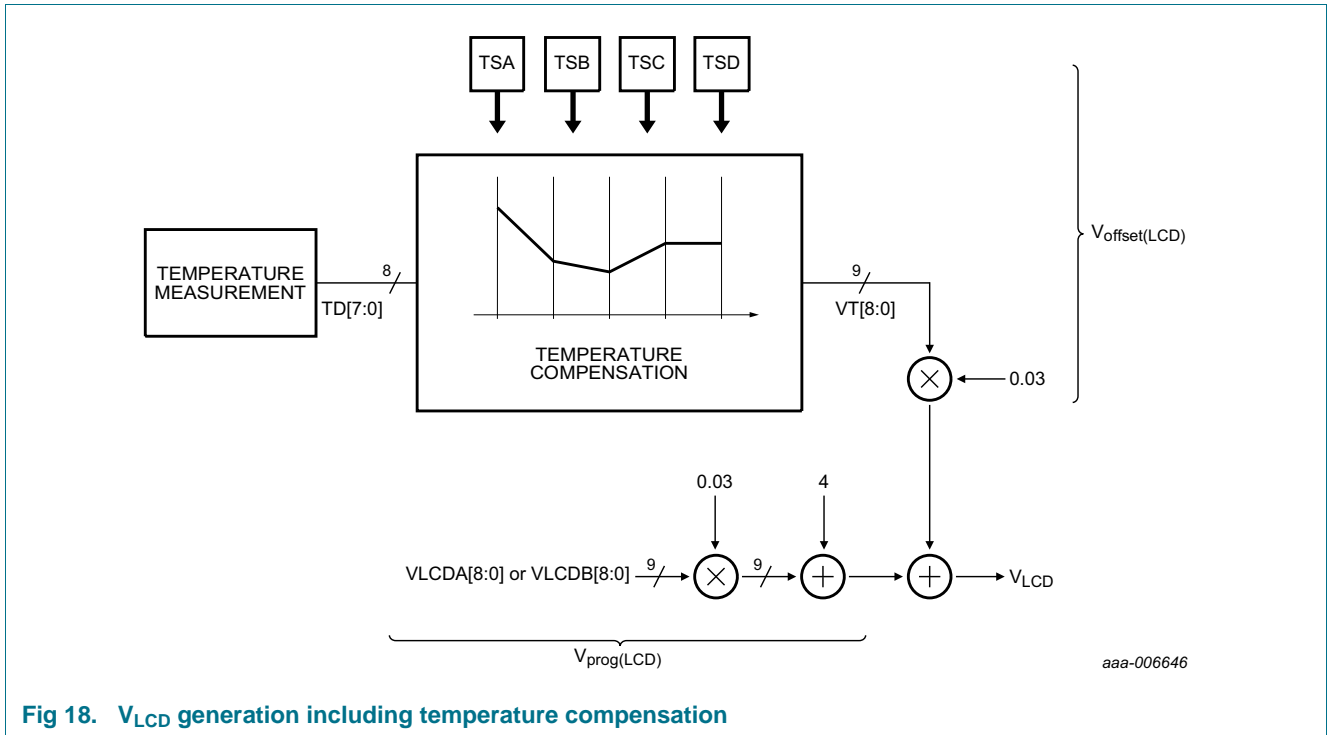 TSA TSB TSC TSD
V offset(LCD)
TEMPERATURE
MEASUREMENT
8
TD[7:0]
9
VT[8:0]
TEMPERATURE
COMPENSATION
× 0.03
0.03 4
VLCDA[8:0] or VLCDB[8:0] 9 × 9 + + VLCD
Vprog(LCD)
aaa-006646
Fig 18. VLCD generation including temperature compensation